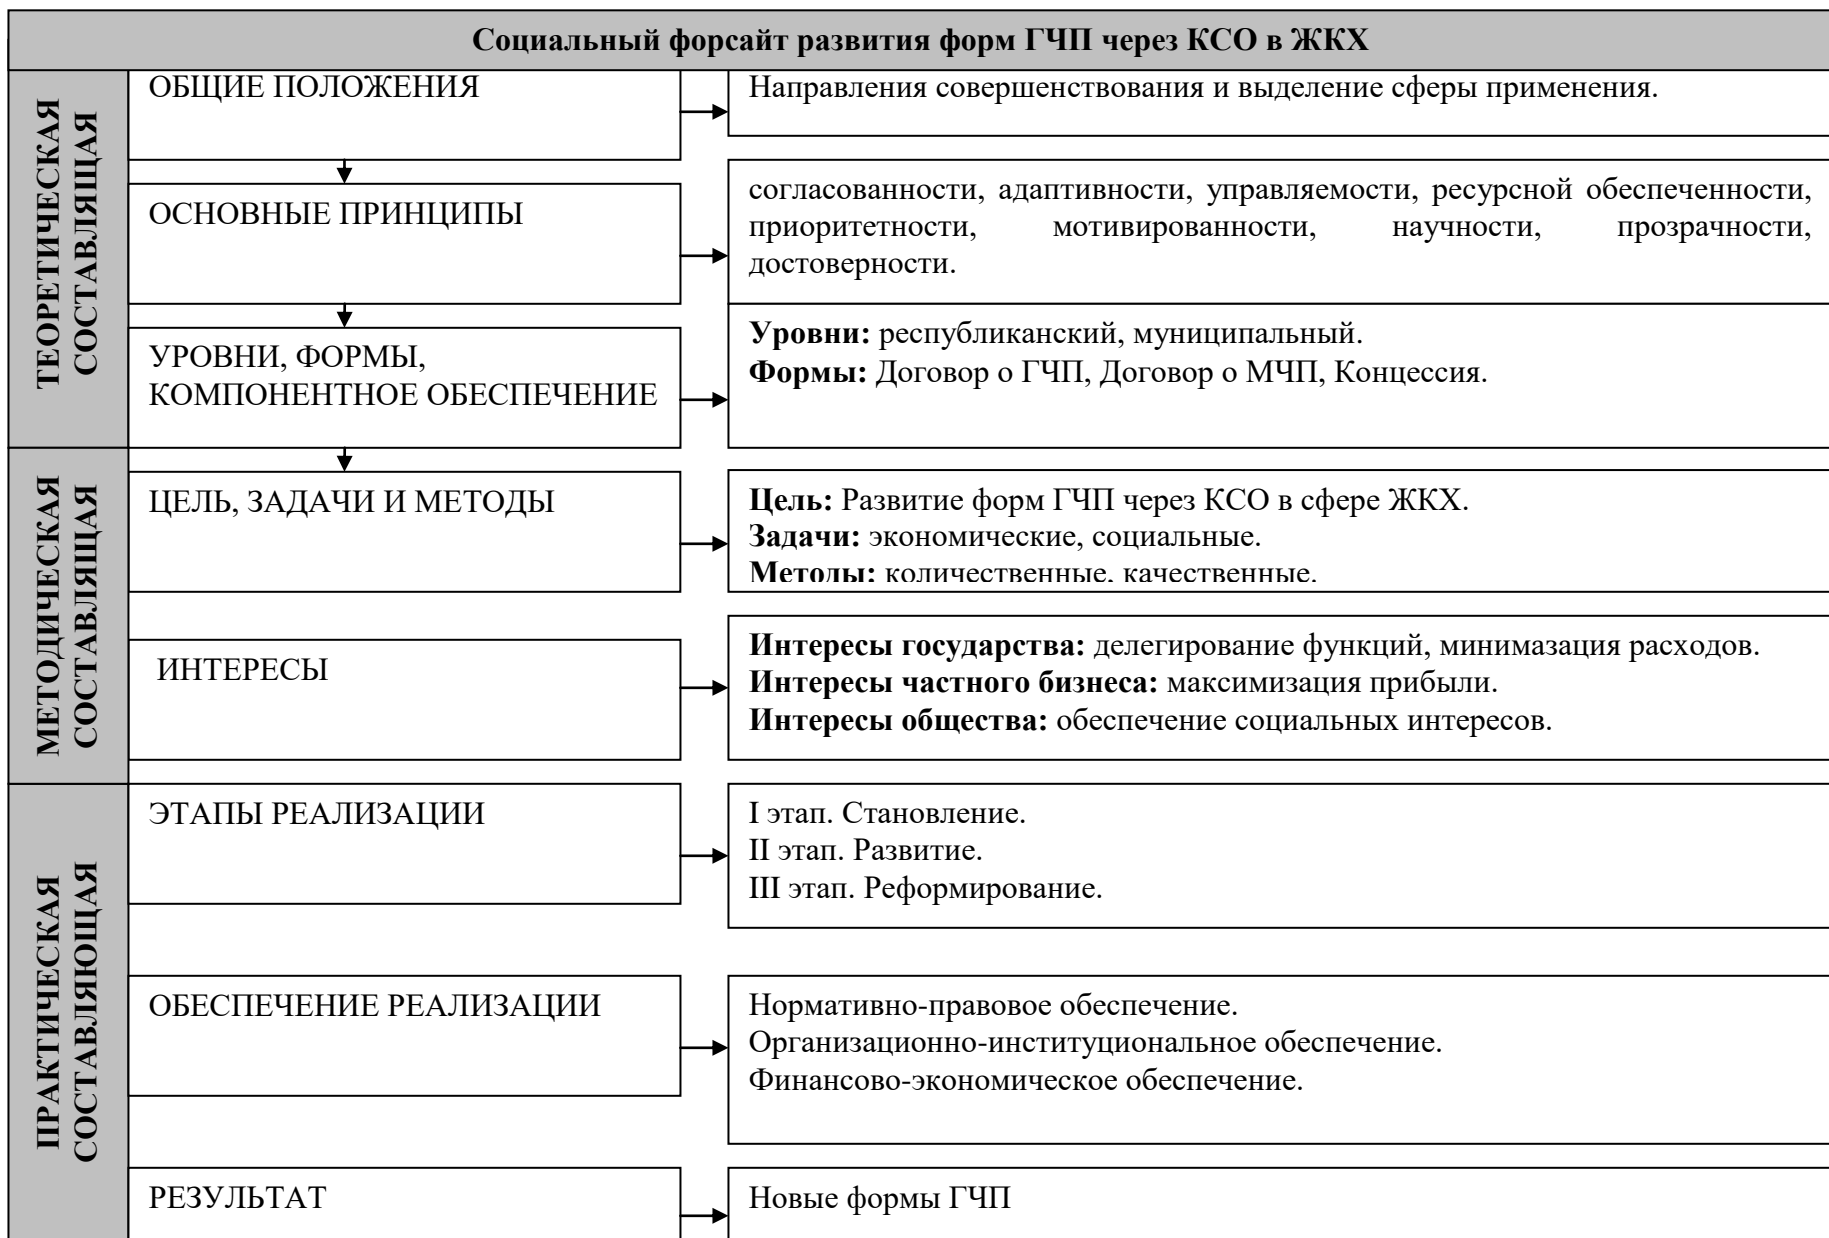 Социальный форсайт развития форм ГЧП через КСО в ЖКХ
ТЕОРЕТИЧЕСКАЯ
СОСТАВЛЯЩАЯ
ОБЩИЕ ПОЛОЖЕНИЯ
Направления совершенствования и выделение сферы применения.
ОСНОВНЫЕ ПРИНЦИПЫ
согласованности, адаптивности, управляемости, ресурсной обеспеченности,
приоритетности, мотивированности, научности, прозрачности,
достоверности.
УРОВНИ, ФОРМЫ,
КОМПОНЕНТНОЕ ОБЕСПЕЧЕНИЕ
Уровни: республиканский, муниципальный.
Формы: Договор о ГЧП, Договор о МЧП, Концессия.
МЕТОДИЧЕСКАЯ
СОСТАВЛЯЩАЯ
ЦЕЛЬ, ЗАДАЧИ И МЕТОДЫ
Цель: Развитие форм ГЧП через КСО в сфере ЖКХ.
Задачи: экономические, социальные.
Методы: количественные, качественные.
ИНТЕРЕСЫ
Интересы государства: делегирование функций, минимазация расходов.
Интересы частного бизнеса: максимизация прибыли.
Интересы общества: обеспечение социальных интересов.
ПРАКТИЧЕСКАЯ
СОСТАВЛЯЮЩАЯ
ЭТАПЫ РЕАЛИЗАЦИИ
I этап. Становление.
II этап. Развитие.
III этап. Реформирование.
ОБЕСПЕЧЕНИЕ РЕАЛИЗАЦИИ
Нормативно-правовое обеспечение.
Организационно-институциональное обеспечение.
Финансово-экономическое обеспечение.
РЕЗУЛЬТАТ
Новые формы ГЧП